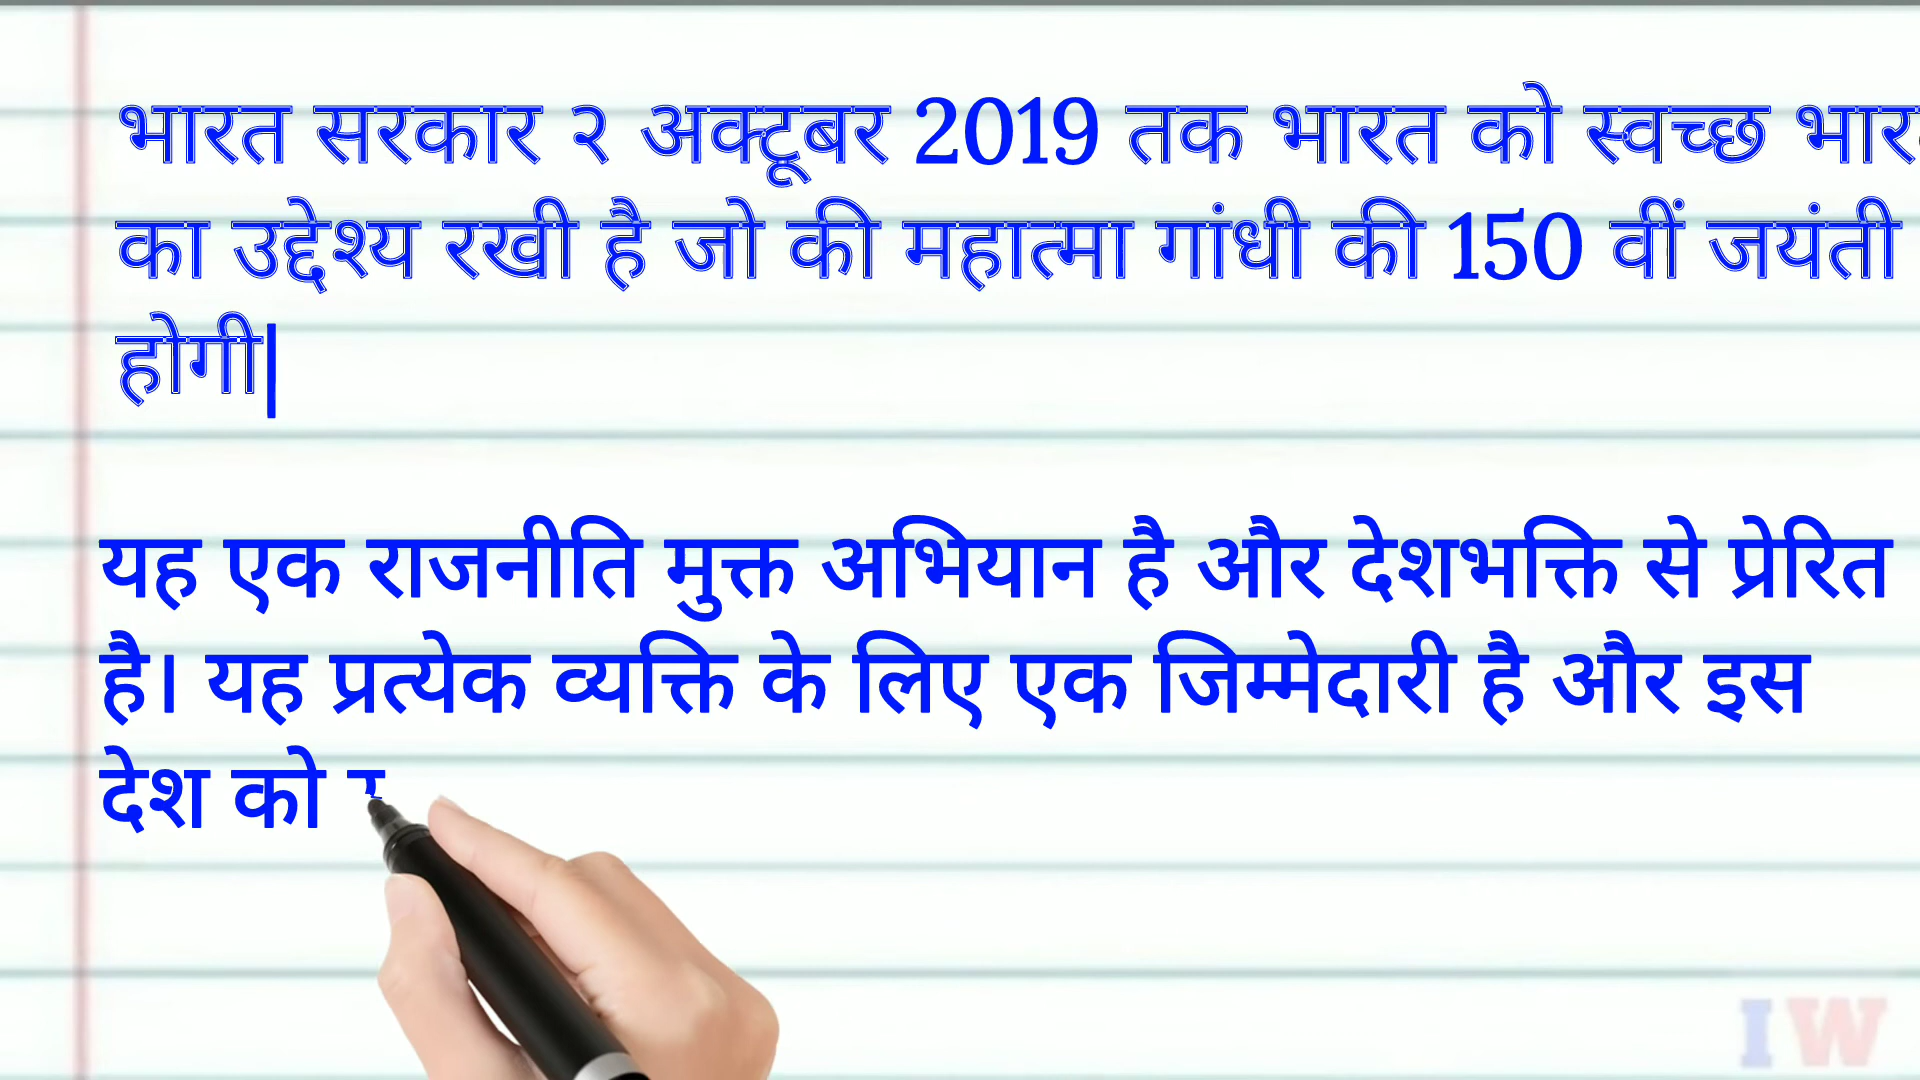 भारत सरकार २ अक्टूबर 2019 तक भारत को स्वच्छ
का उद्देश्य रखी है जो की महात्मा गांधी की 150 वीं जयंती
होगी|
यह एक राजनीति मुक्त अभियान है और देशभक्ति से प्रेरित
है। यह प्रत्येक व्यक्ति के लिए एक जिम्मेदारी है और इस
देश को
IW